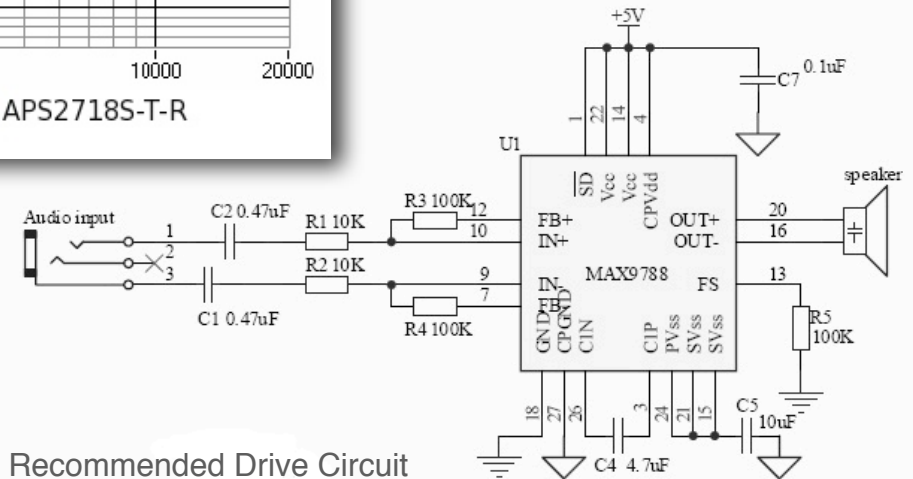 10000 20000
APS2718S-T-R
+5V
C7 0.1uF
1 22 14 4
U1
speaker
Audio input
SD Vcc Vcc CPVdd
C2 0.47uF
R1 10K
R3 100K
12 FB+ OUT+ 20
1 10 IN+ OUT- 16
2
R2 10K
MAX9788
3 9 IN- FS 13
7 FB-
C1 0.47uF
R4 100K
R5
100K
GND CPGND CIN C1P PVss SVss SVss
18 27 26 3 24 21 15
C5
10uF
C4 4.7uF
Recommended Drive Circuit